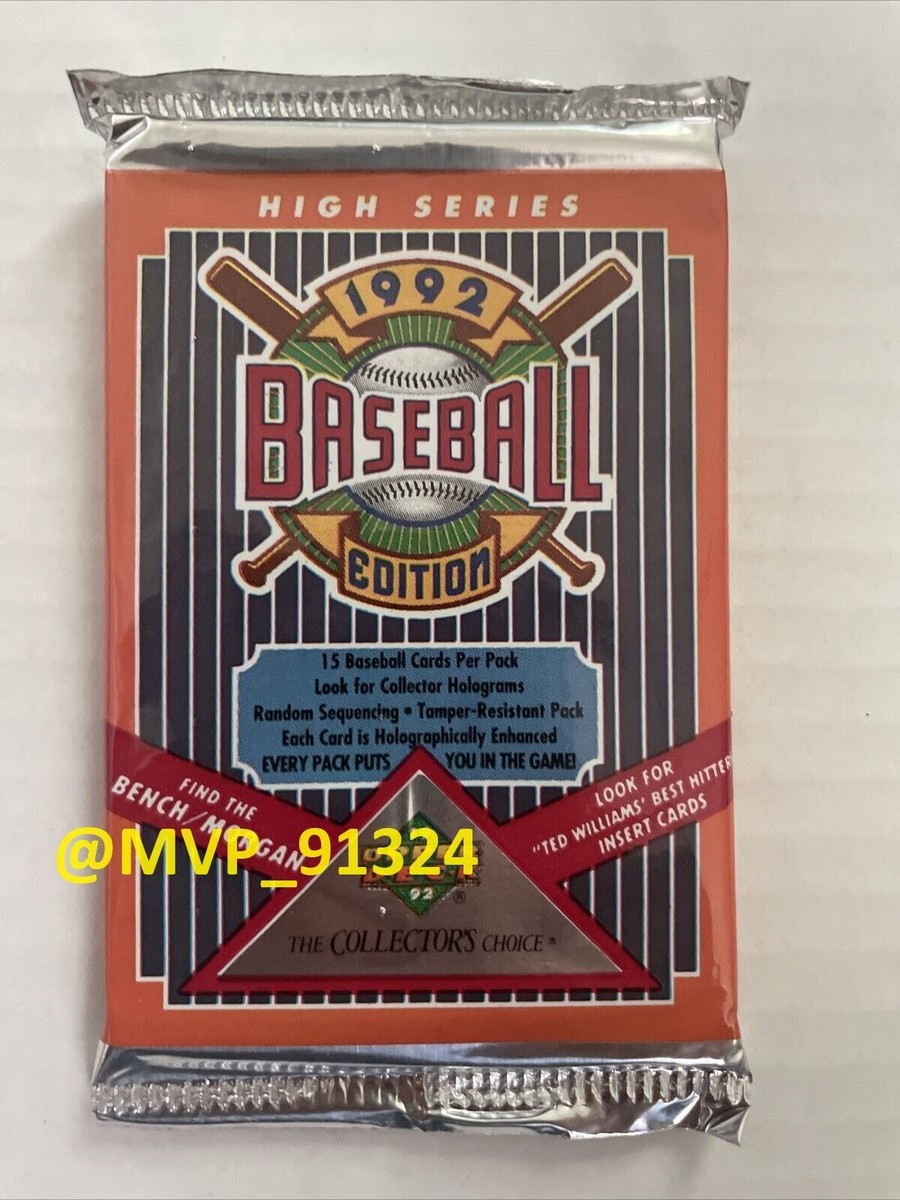 HIGH SERIES
1992
BASEBALL
EDITION
15 Baseball Cards Per Pack
Look for Collector Holograms
Random Sequencing • Tamper-Resistant Pack
Each Card is Holographically Enhanced
EVERY PACK PUTS YOU IN THE GAME!
FIND THE
BENCH/MORGAN
LOOK FOR
"TED WILLIAMS' BEST HITTER
INSERT CARDS
@MVP_91324
UPPER
DECK
92
®
THE COLLECTOR'S CHOICE®